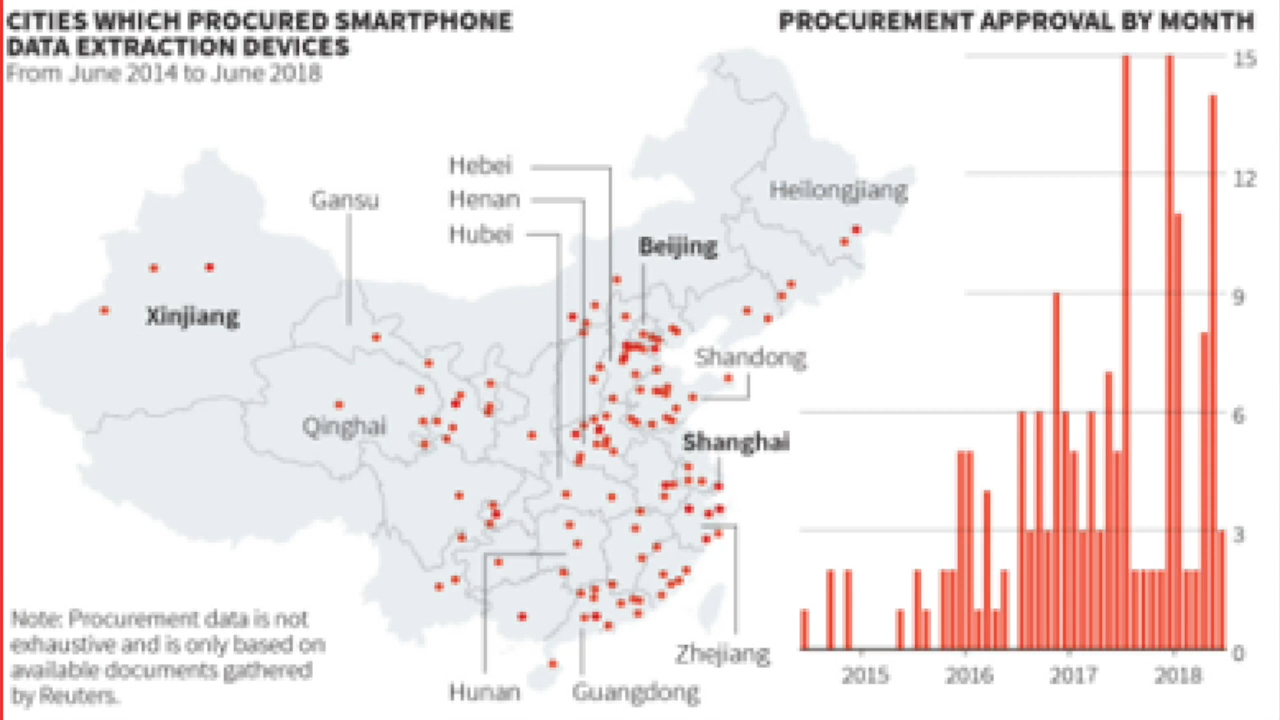 CITIES WHICH PROCURED SMARTPHONE
DATA EXTRACTION DEVICES
From June 2014 to June 2018
Hebei
Henan
Hubei
Gansu
Beijing
Heilongjiang
Xinjiang
Qinghai
Shandong
Shanghai
Zhejiang
Hunan
Guangdong
Note: Procurement data is not
exhaustive and is only based on
available documents gathered
by Reuters.
PROCUREMENT APPROVAL BY MONTH
15
12
9
6
3
0
2015 2016 2017 2018